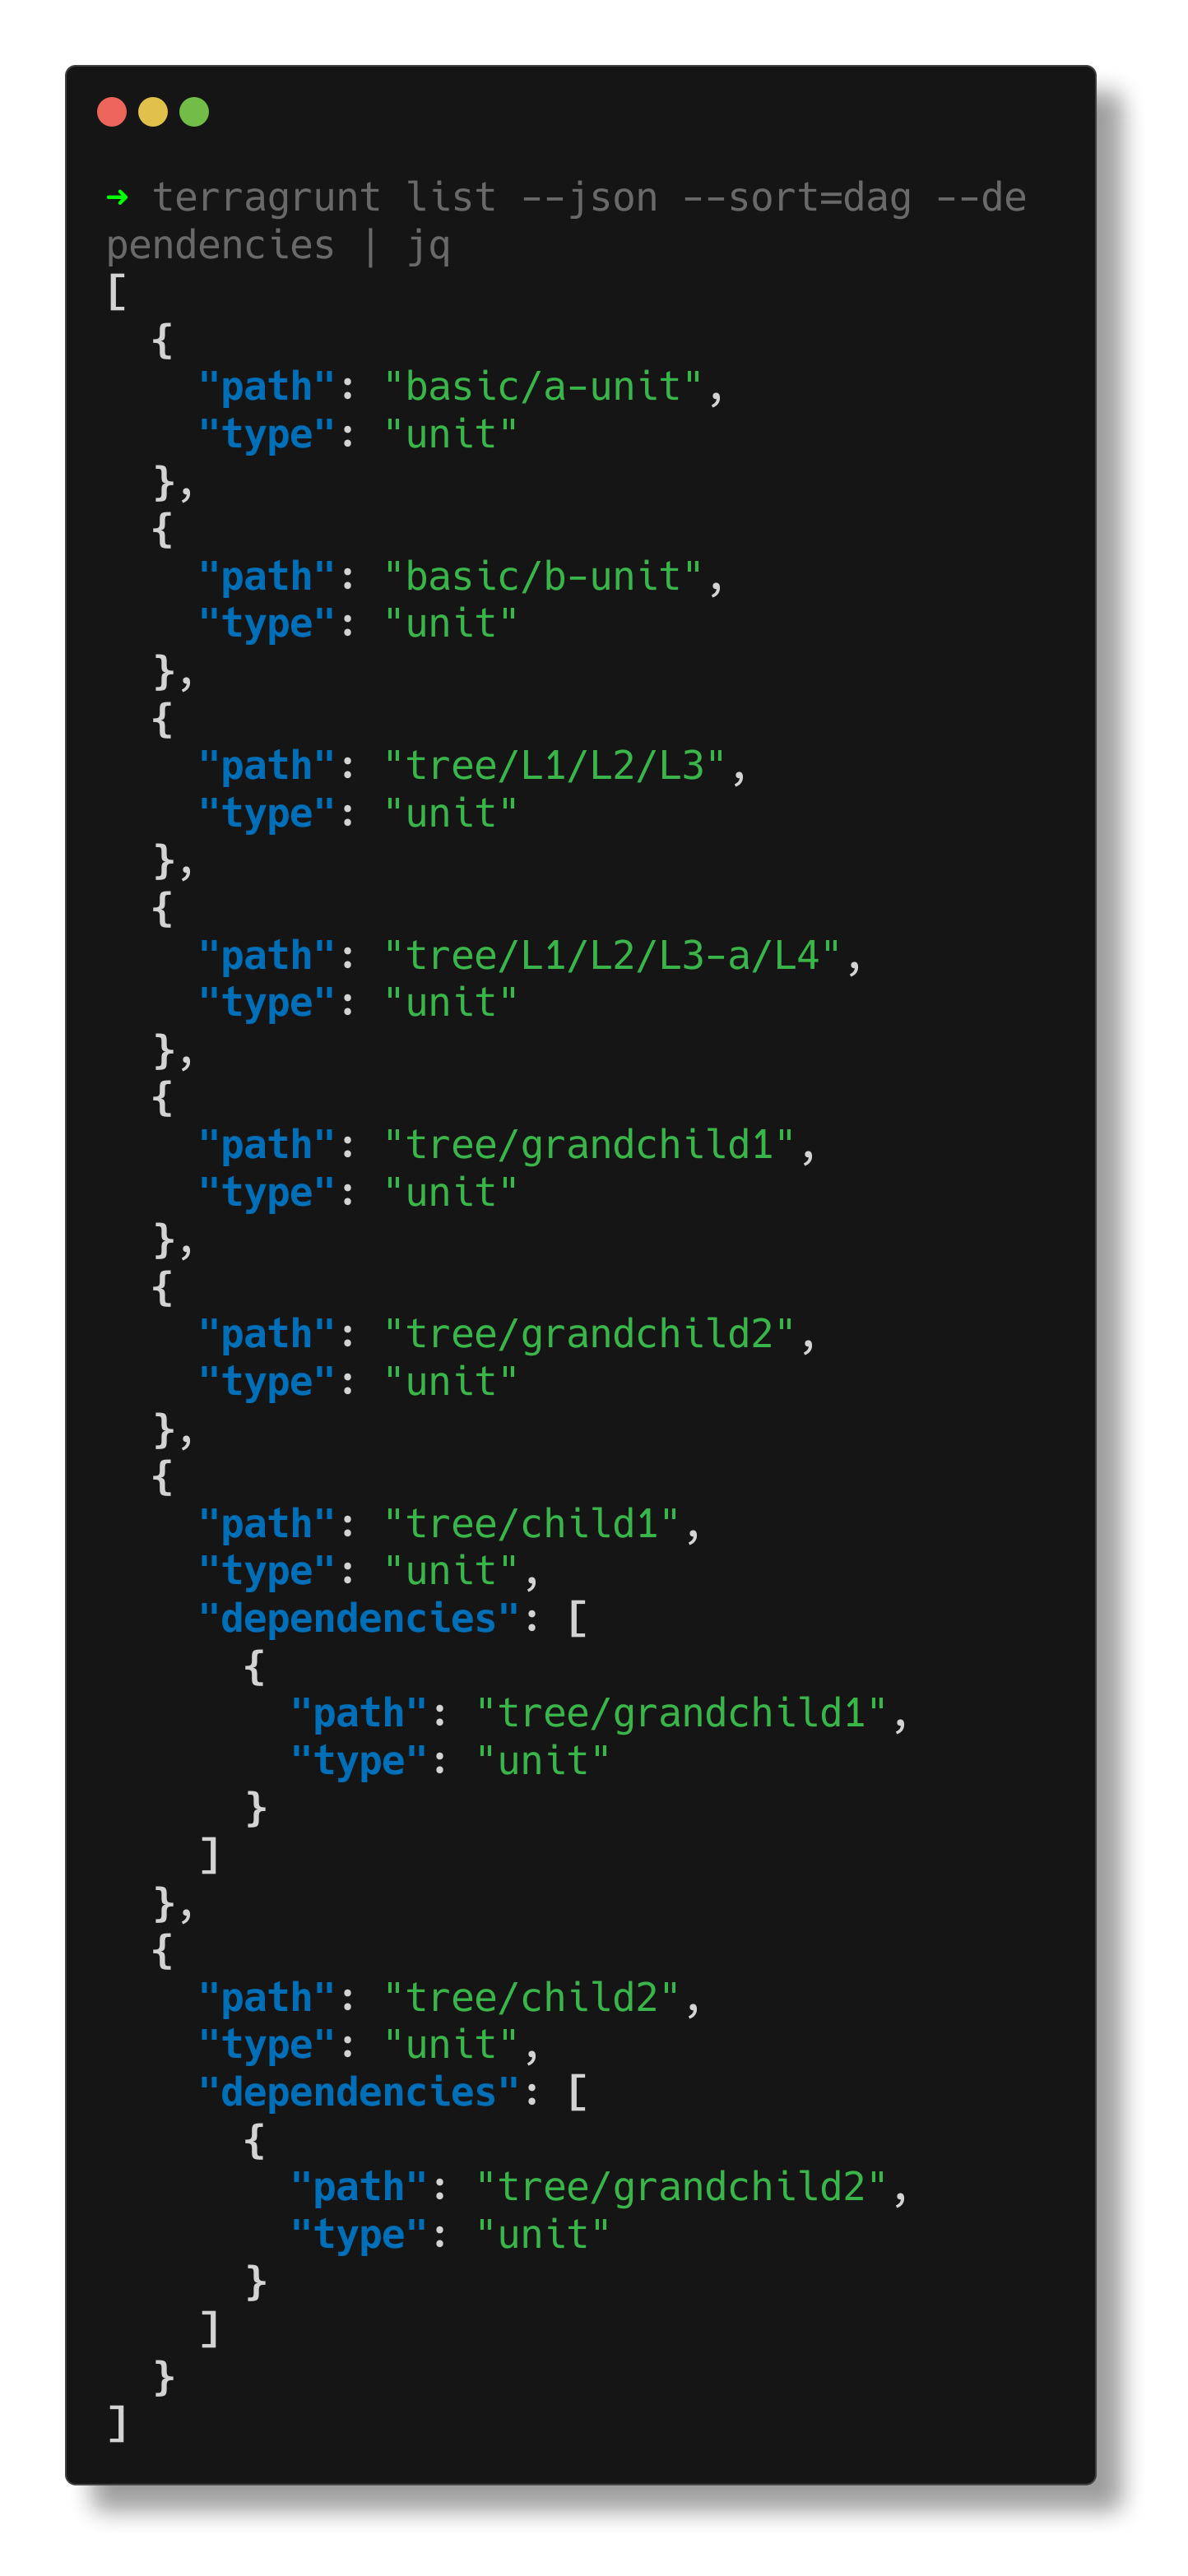 ➜ terragrunt list --json --sort=dag --de
pendencies | jq
[
  {
    "path": "basic/a-unit",
    "type": "unit"
  },
  {
    "path": "basic/b-unit",
    "type": "unit"
  },
  {
    "path": "tree/L1/L2/L3",
    "type": "unit"
  },
  {
    "path": "tree/L1/L2/L3-a/L4",
    "type": "unit"
  },
  {
    "path": "tree/grandchild1",
    "type": "unit"
  },
  {
    "path": "tree/grandchild2",
    "type": "unit"
  },
  {
    "path": "tree/child1",
    "type": "unit",
    "dependencies": [
      {
        "path": "tree/grandchild1",
        "type": "unit"
      }
    ]
  },
  {
    "path": "tree/child2",
    "type": "unit",
    "dependencies": [
      {
        "path": "tree/grandchild2",
        "type": "unit"
      }
    ]
  }
]